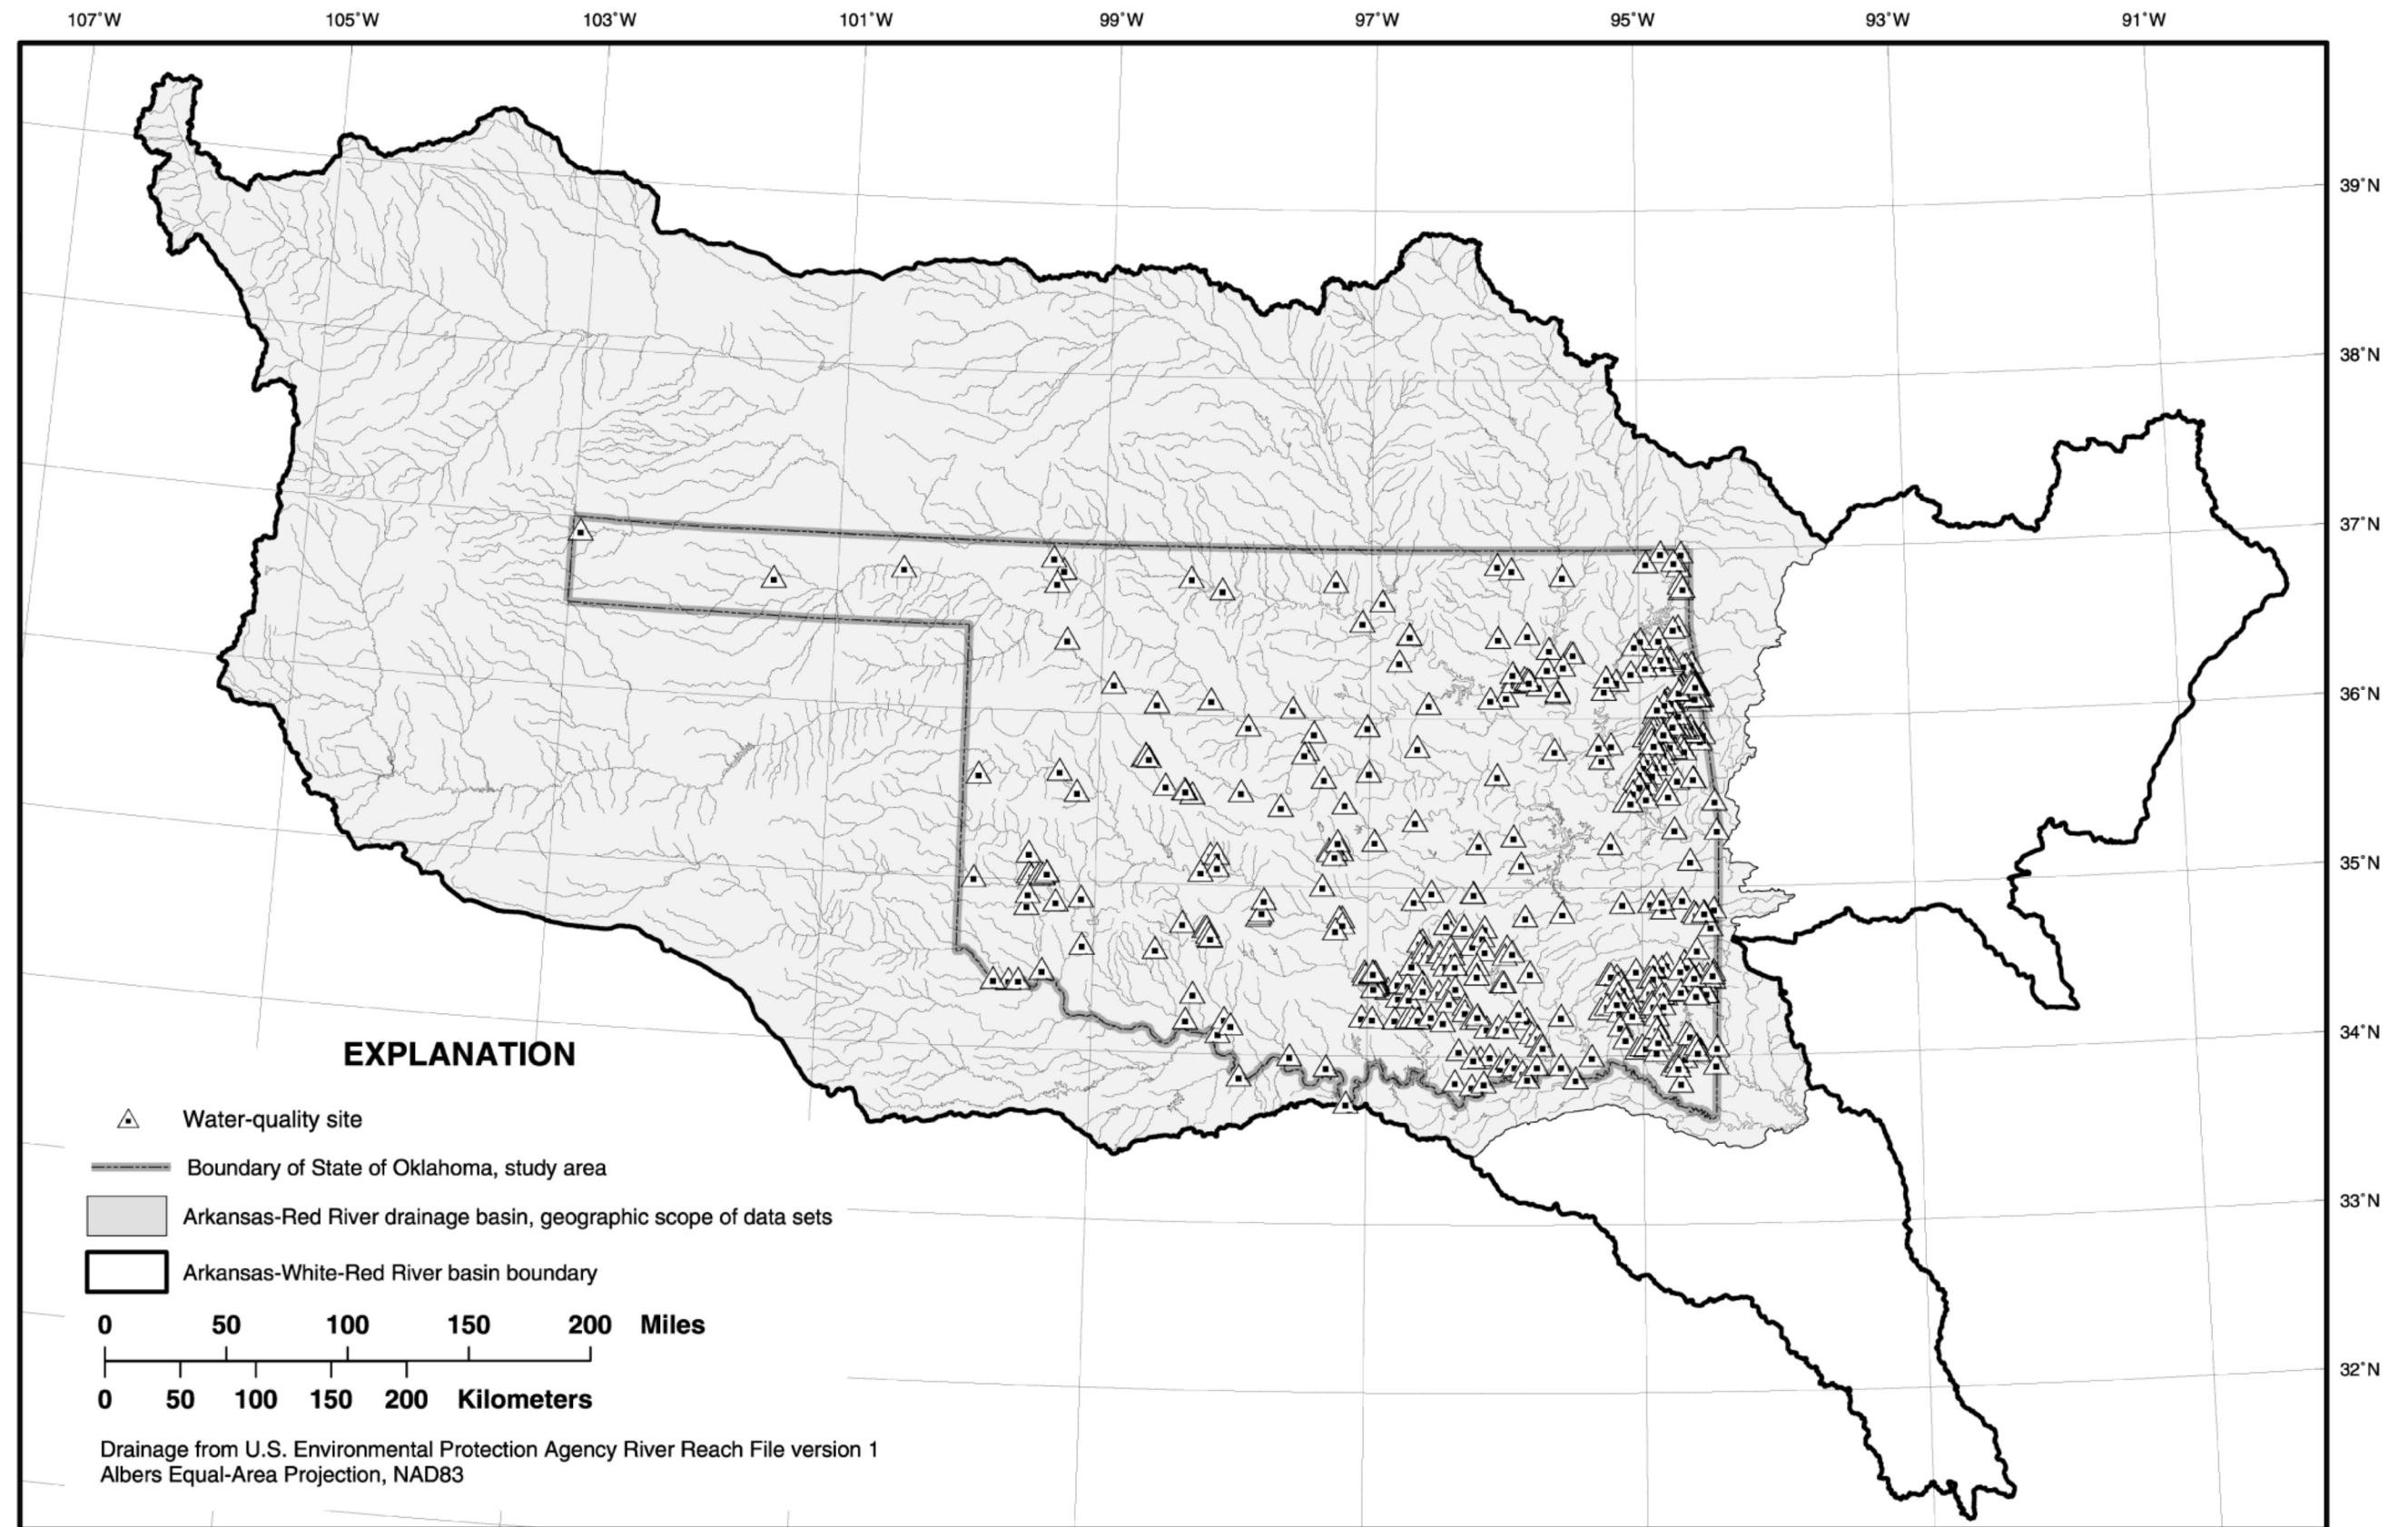 107˚W 105˚W 103˚W 101˚W 99˚W 97˚W 95˚W 93˚W 91˚W
39˚N
38˚N
37˚N
36˚N
35˚N
34˚N
33˚N
32˚N
EXPLANATION
Water-quality site
Boundary of State of Oklahoma, study area
Arkansas-Red River drainage basin, geographic scope of data sets
Arkansas-White-Red River basin boundary
0 50 100 150 200 Miles
0 50 100 150 200 Kilometers
Drainage from U.S. Environmental Protection Agency River Reach File version 1
Albers Equal-Area Projection, NAD83